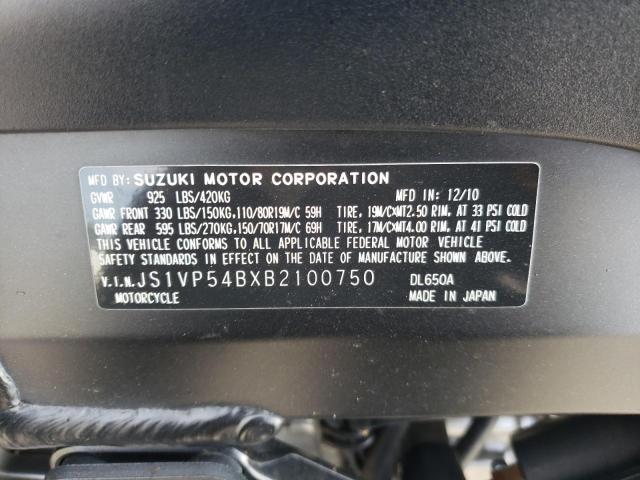 MFD BY: SUZUKI MOTOR CORPORATION
GVWR 925 LBS/420KG MFD IN: 12/10
GAWR FRONT 330 LBS/150KG,110/80R19M/C 59H TIRE, 19M/C×MT2.50 RIM, AT 33 PSI COLD
GAWR REAR 595 LBS/270KG,150/70R17M/C 69H TIRE, 17M/C×MT4.00 RIM, AT 41 PSI COLD
THIS VEHICLE CONFORMS TO ALL APPLICABLE FEDERAL MOTOR VEHICLE
SAFETY STANDARDS IN EFFECT ON THE DATE OF MANUFACTURE SHOWN ABOVE.
V.I.N. JS1VP54BXB2100750 DL650A
MOTORCYCLE MADE IN JAPAN